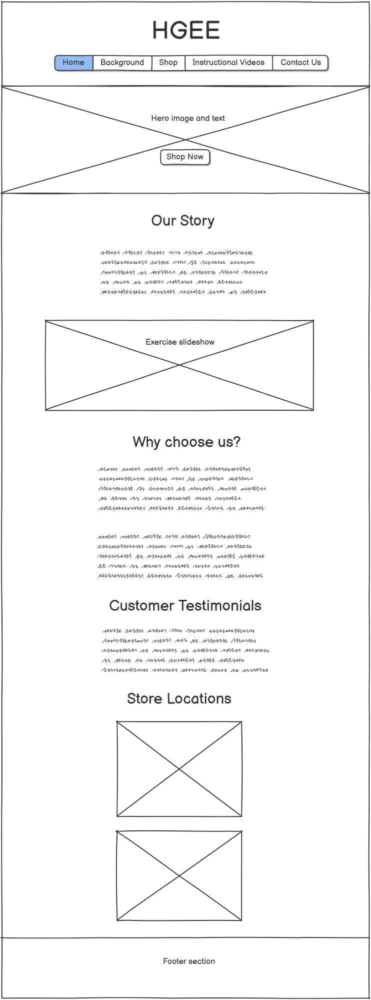 HGEE
Home Background Shop Instructional Videos Contact Us
Hero image and text
Shop Now
Our Story
Exercise slideshow
Why choose us?
Customer Testimonials
Store Locations
Footer section